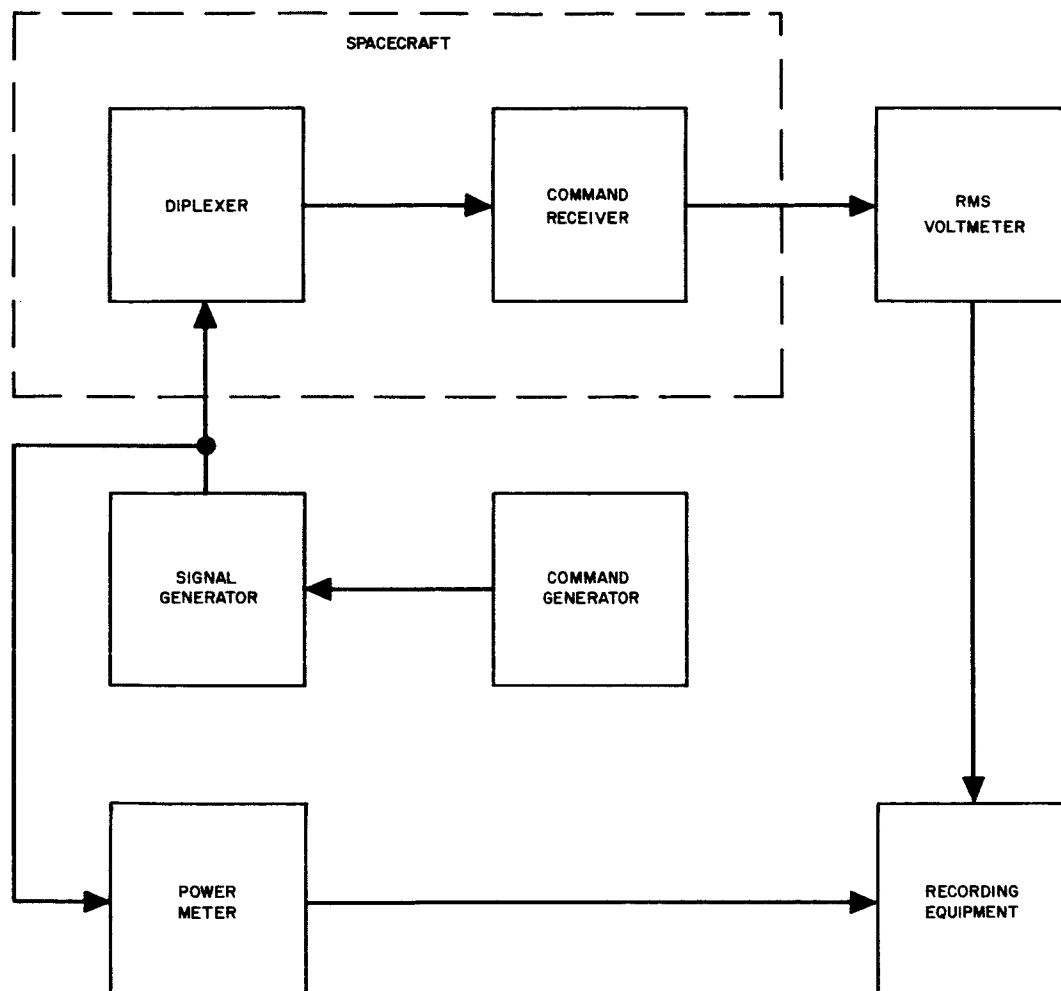 SPACECRAFT
DIPLEXER
COMMAND
RECEIVER
RMS
VOLTMETER
SIGNAL
GENERATOR
COMMAND
GENERATOR
POWER
METER
RECORDING
EQUIPMENT